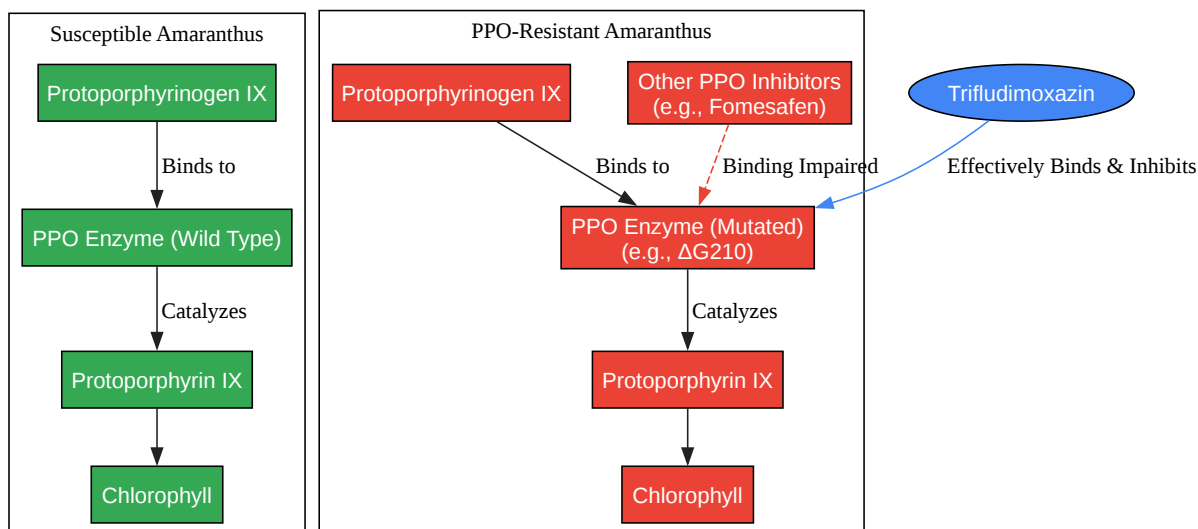 Susceptible Amaranthus
Protoporphyrinogen IX
Binds to
PPO Enzyme (Wild Type)
Catalyzes
Protoporphyrin IX
Chlorophyll
PPO-Resistant Amaranthus
Protoporphyrinogen IX
Other PPO Inhibitors
(e.g., Fomesafen)
Binds to
Binding Impaired
PPO Enzyme (Mutated)
(e.g., ΔG210)
Catalyzes
Protoporphyrin IX
Chlorophyll
Trifludimoxazin
Effectively Binds & Inhibits